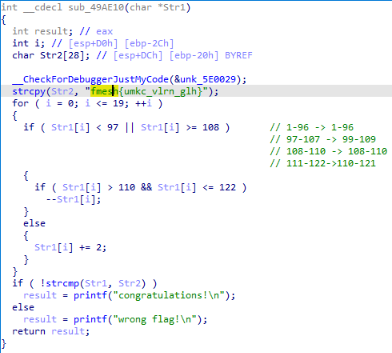 int __cdecl sub_49AE10(char *Str1)
{
int result; // eax
int i; // [esp+D0h] [ebp-2Ch]
char Str2[28]; // [esp+DCh] [ebp-20h] BYREF
__CheckForDebuggerJustMyCode(&unk_5E0029);
strcpy(Str2, "fmesh{umkc_vlrn_glh}");
for ( i = 0; i <= 19; ++i )
{
if ( Str1[i] < 97 || Str1[i] >= 108 ) // 1-96 -> 1-96
// 97-107 -> 99-109
// 108-110 -> 108-110
// 111-122->110-121
{
if ( Str1[i] > 110 && Str1[i] <= 122 )
--Str1[i];
}
else
{
Str1[i] += 2;
}
}
if ( !strcmp(Str1, Str2) )
result = printf("congratulations!\n");
else
result = printf("wrong flag!\n");
return result;
}